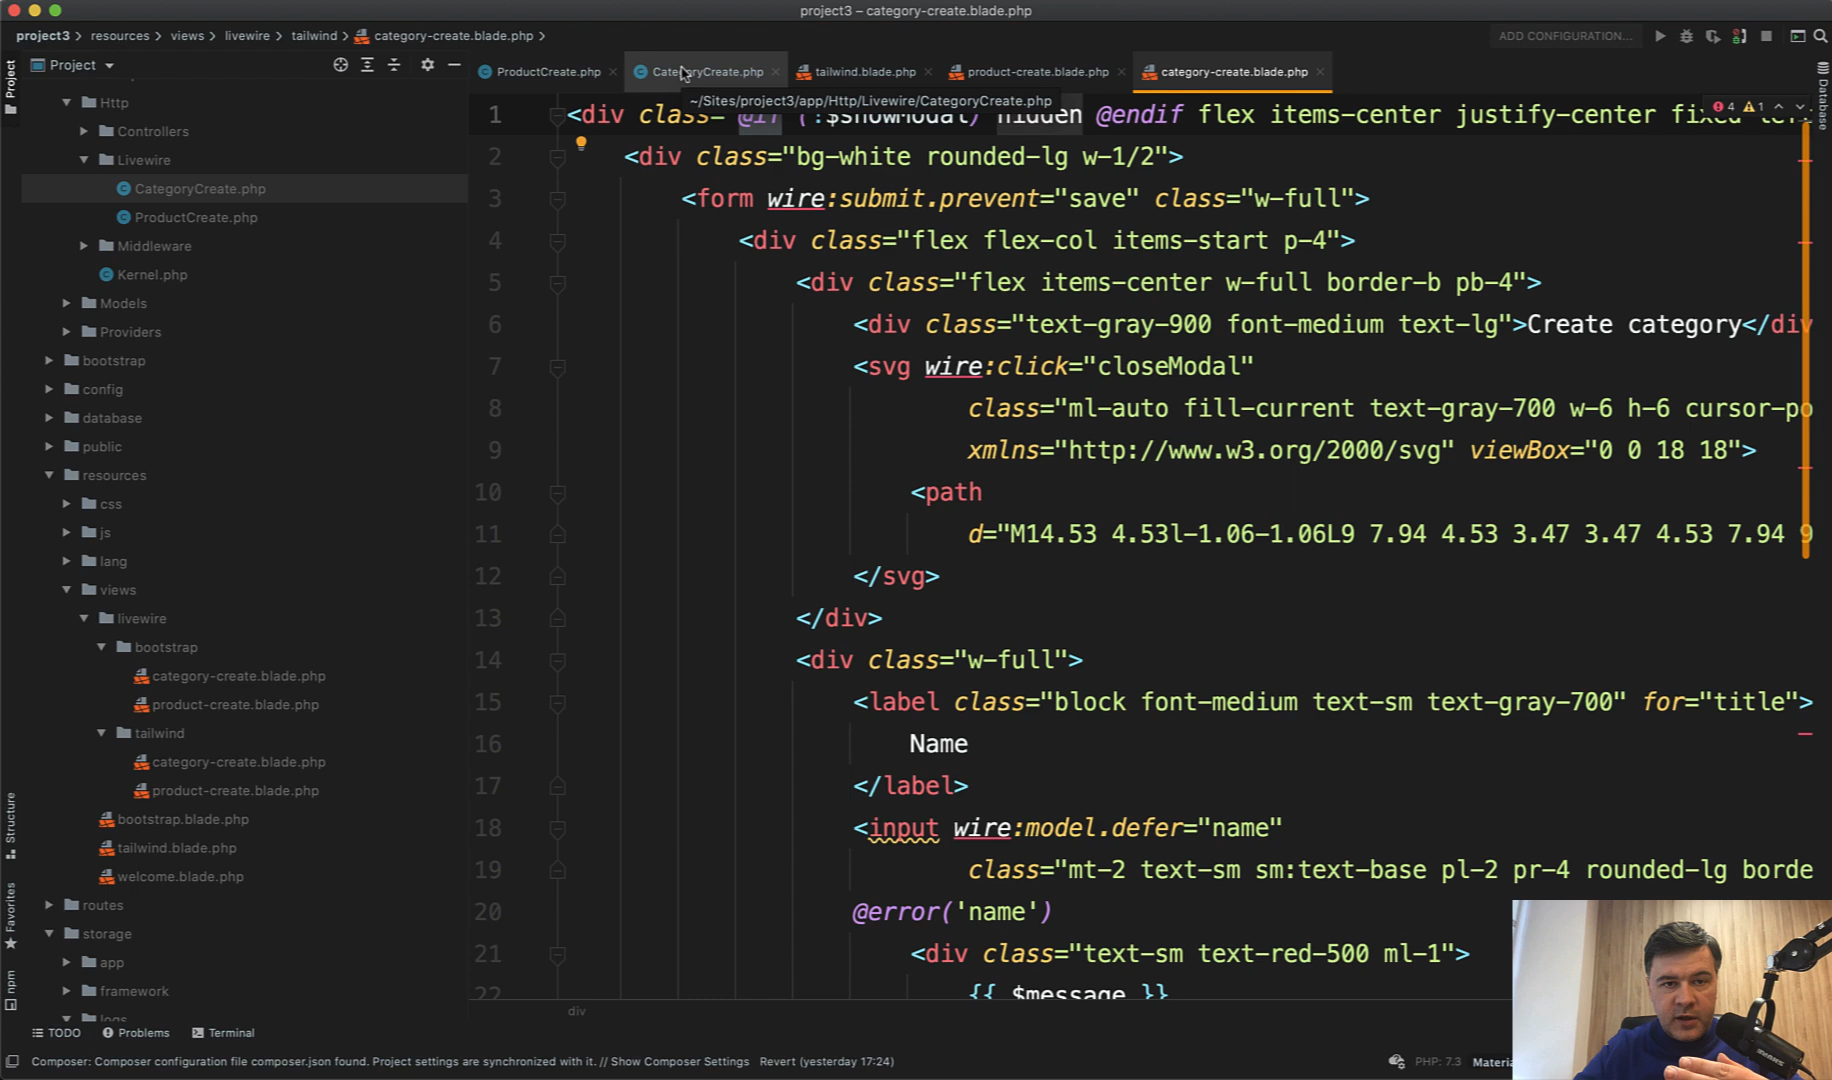 project3 – category-create.blade.php
project3 > resources > views > livewire > tailwind > category-create.blade.php >
ADD CONFIGURATION...
Project
ProductCreate.php
CategoryCreate.php
tailwind.blade.php
product-create.blade.php
category-create.blade.php
~/Sites/project3/app/Http/Livewire/CategoryCreate.php
4 1
Project
Structure
Favorites
npm
Database
Http
Controllers
Livewire
CategoryCreate.php
ProductCreate.php
Middleware
Kernel.php
Models
Providers
bootstrap
config
database
public
resources
css
js
lang
views
livewire
bootstrap
category-create.blade.php
product-create.blade.php
tailwind
category-create.blade.php
product-create.blade.php
bootstrap.blade.php
tailwind.blade.php
welcome.blade.php
routes
storage
app
framework
logs
1 <div class="@if (!$showModal) hidden @endif flex items-center justify-center fixed
2 <div class="bg-white rounded-lg w-1/2">
3 <form wire:submit.prevent="save" class="w-full">
4 <div class="flex flex-col items-start p-4">
5 <div class="flex items-center w-full border-b pb-4">
6 <div class="text-gray-900 font-medium text-lg">Create category</div
7 <svg wire:click="closeModal"
8 class="ml-auto fill-current text-gray-700 w-6 h-6 cursor-po
9 xmlns="http://www.w3.org/2000/svg" viewBox="0 0 18 18">
10 <path
11 d="M14.53 4.53l-1.06-1.06L9 7.94 4.53 3.47 3.47 4.53 7.94 9
12 </svg>
13 </div>
14 <div class="w-full">
15 <label class="block font-medium text-sm text-gray-700" for="title">
16 Name
17 </label>
18 <input wire:model.defer="name"
19 class="mt-2 text-sm sm:text-base pl-2 pr-4 rounded-lg borde
20 @error('name')
21 <div class="text-sm text-red-500 ml-1">
22 {{ $message }}
div
TODO Problems Terminal
Composer: Composer configuration file composer.json found. Project settings are synchronized with it. // Show Composer Settings Revert (yesterday 17:24)
PHP: 7.3 Materi